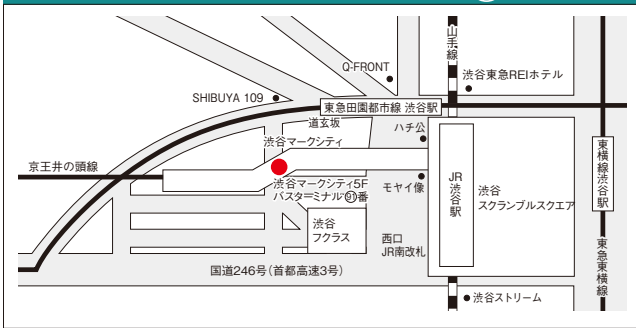 山手線
Q-FRONT
渋谷東急REIホテル
SHIBUYA 109
東急田園都市線 渋谷駅
道玄坂
ハチ公
渋谷マークシティ
京王井の頭線
渋谷マークシティ5F
バスターミナル91番
モヤイ像
JR
渋谷駅
渋谷
スクランブルスクエア
東横線渋谷駅
渋谷
フクラス
西口
JR南改札
東急東横線
国道246号(首都高速3号)
渋谷ストリーム